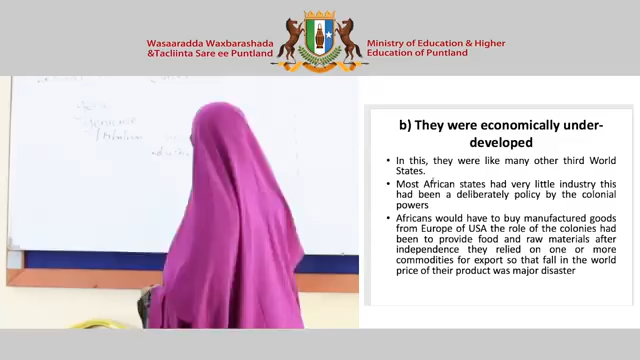 Wasaaradda Waxbarashada
&Tacliinta Sare ee Puntland
Ministry of Education & Higher
Education of Puntland
b) They were economically under-
developed
• In this, they were like many other third World
States.
• Most African states had very little industry this
had been a deliberately policy by the colonial
powers
• Africans would have to buy manufactured goods
from Europe of USA the role of the colonies had
been to provide food and raw materials after
independence they relied on one or more
commodities for export so that fall in the world
price of their product was major disaster